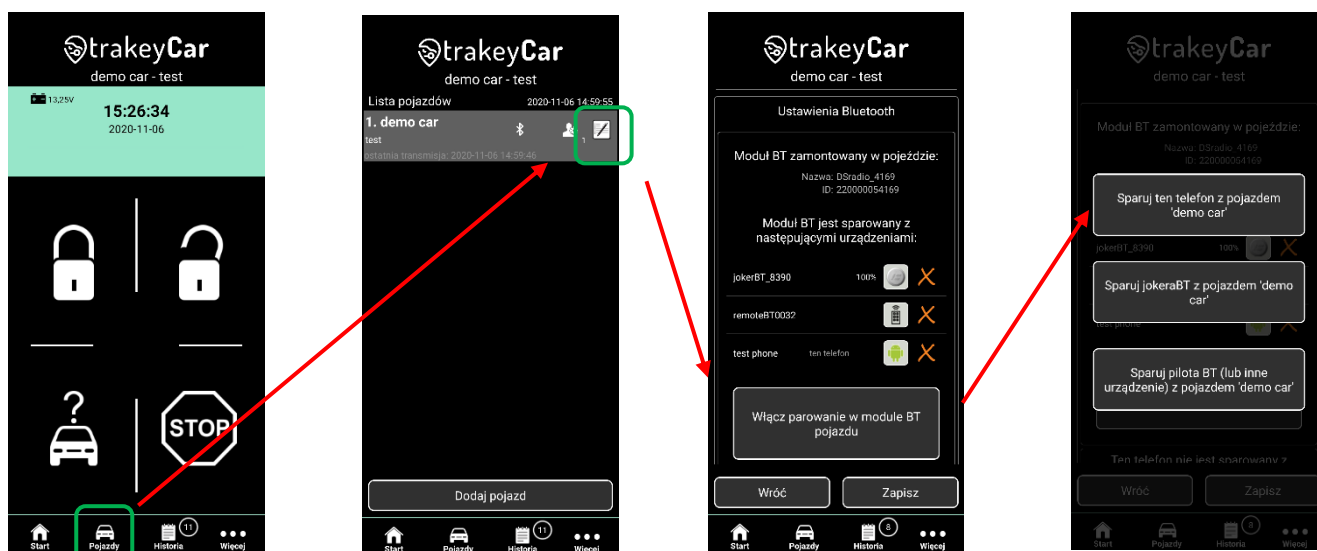 trakeyCar
demo car - test
13,25V
15:26:34
2020-11-06
?
STOP
Start
Pojazdy
11
Historia
Więcej
trakeyCar
demo car - test
Lista pojazdów
2020-11-06 14:59:55
1. demo car
1
test
ostatnia transmisja: 2020-11-06 14:59:46
Dodaj pojazd
Start
Pojazdy
11
Historia
Więcej
trakeyCar
demo car - test
Ustawienia Bluetooth
Moduł BT zamontowany w pojeździe:
Nazwa: DSradio_4169
ID: 220000054169
Moduł BT jest sparowany z
następującymi urządzeniami:
jokerBT_8390
100%
remoteBT0032
test phone
ten telefon
Włącz parowanie w module BT
pojazdu
Wróć
Zapisz
Start
Pojazdy
8
Historia
Więcej
trakeyCar
demo car - test
Moduł BT zamontowany w pojeździe:
Nazwa: DSradio_4169
ID: 220000054169
Sparuj ten telefon z pojazdem
'demo car'
jokerBT_8390
100%
Sparuj jokeraBT z pojazdem 'demo
car'
test phone
Sparuj pilota BT (lub inne
urządzenie) z pojazdem 'demo car'
Ten telefon nie jest sparowany z
Wróć
Zapisz
Start
Pojazdy
8
Historia
Więcej